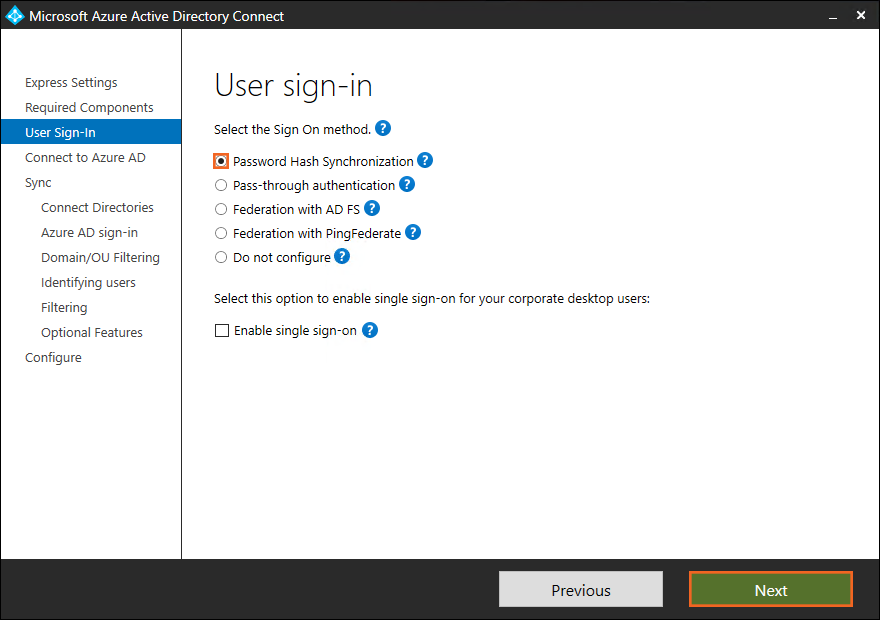 Microsoft Azure Active Directory Connect
Express Settings
Required Components
User Sign-In
Connect to Azure AD
Sync
Connect Directories
Azure AD sign-in
Domain/OU Filtering
Identifying users
Filtering
Optional Features
Configure
User sign-in
Select the Sign On method. ?
Password Hash Synchronization ?
Pass-through authentication ?
Federation with AD FS ?
Federation with PingFederate ?
Do not configure ?
Select this option to enable single sign-on for your corporate desktop users:
Enable single sign-on ?
Previous
Next